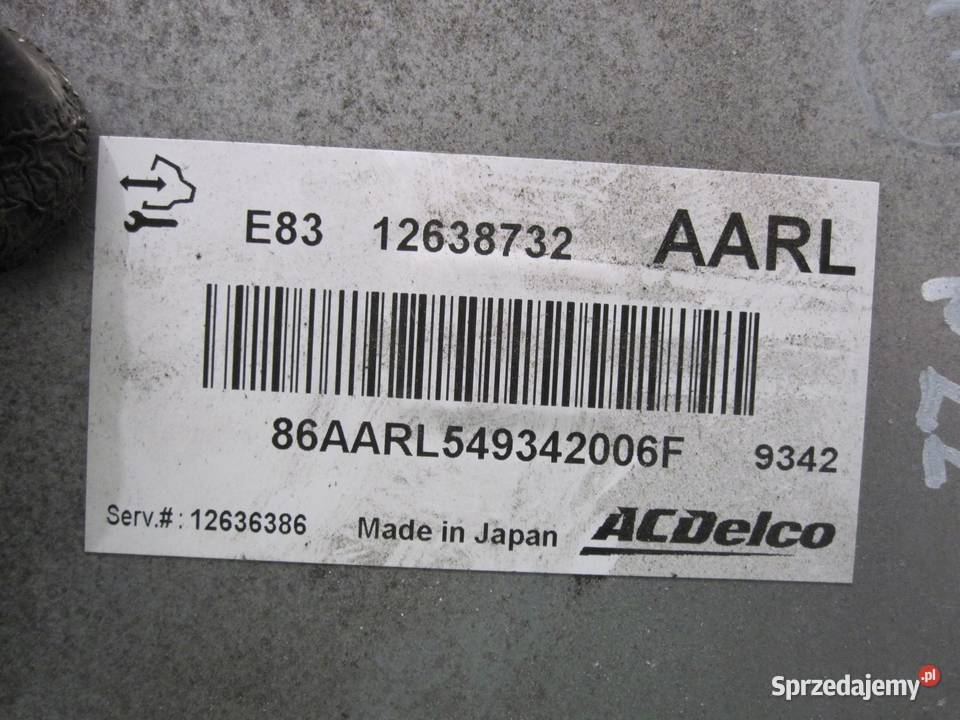 E83 12638732 AARL
86AARL549342006F 9342
Serv.#: 12636386 Made in Japan ACDelco
Sprzedajemy.pl